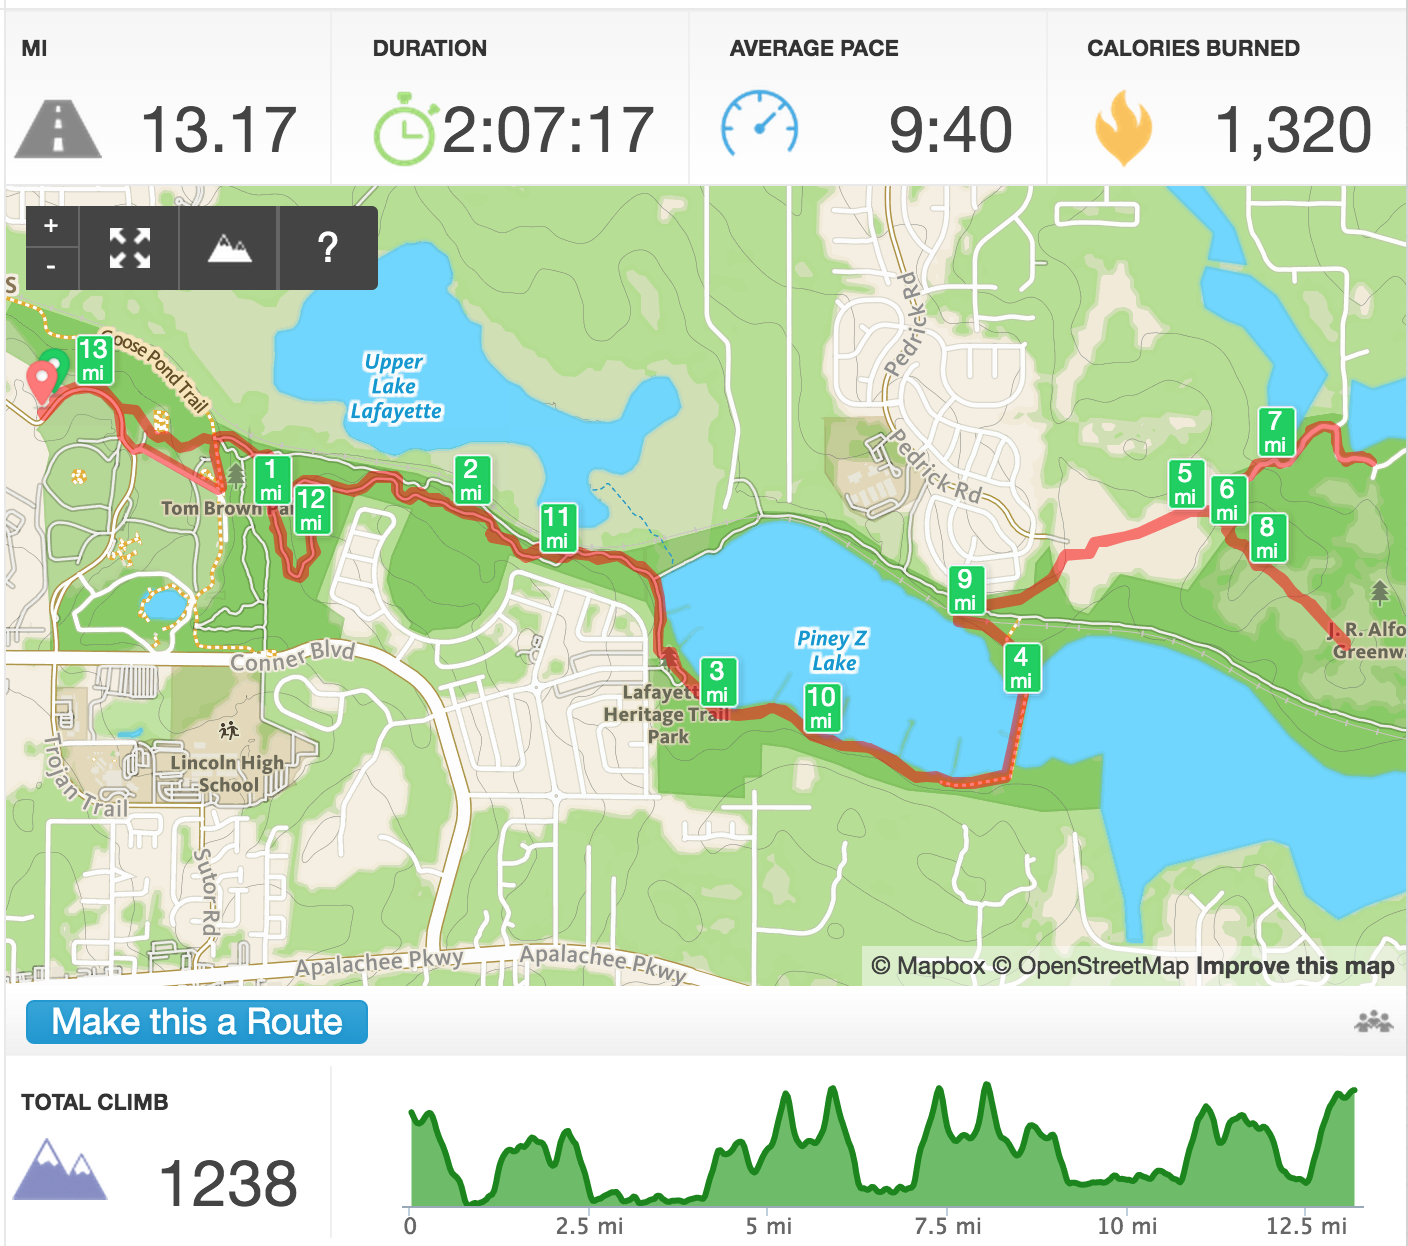 MI
DURATION
AVERAGE PACE
CALORIES BURNED
13.17
2:07:17
9:40
1,320
+
-
?
S
Goose Pond Trail
13
mi
Upper
Lake
Lafayette
Pedrick Rd
Pedrick-Rd
1
mi
12
mi
2
mi
11
mi
Tom Brown Pa
7
mi
5
mi
6
mi
8
mi
9
mi
4
mi
Piney Z
Lake
3
mi
10
mi
J. R. Alfo
Greenwa
Conner Blvd
Lafayett
Heritage Trail
Park
Lincoln High
School
Trojan Trail
Sutor Rd
Apalachee Pkwy
Apalachee Pkwy
© Mapbox © OpenStreetMap Improve this map
Make this a Route
TOTAL CLIMB
1238
0
2.5 mi
5 mi
7.5 mi
10 mi
12.5 mi